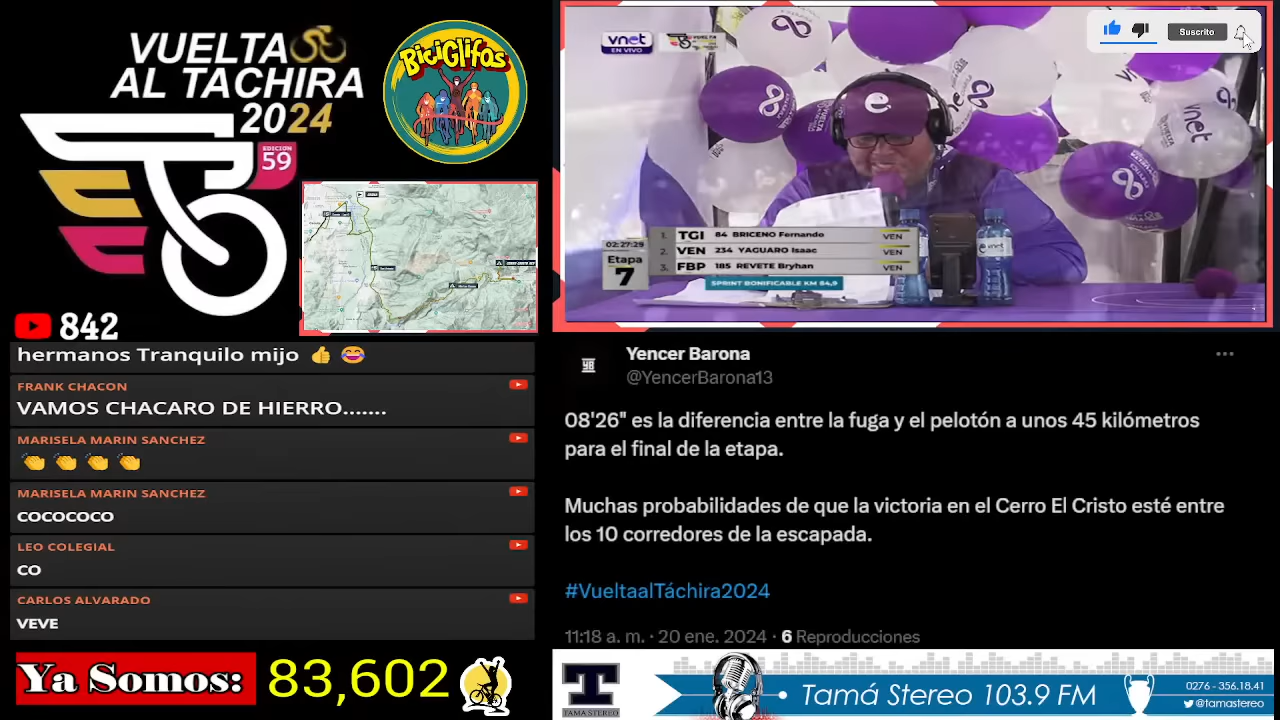 VUELTA
AL TACHIRA
2024
EDICION
59
BiciGlifos
842
hermanos Tranquilo mijo 👍 😂
FRANK CHACON
VAMOS CHACARO DE HIERRO.......
MARISELA MARIN SANCHEZ
👏 👏 👏 👏
MARISELA MARIN SANCHEZ
COCOCOCO
LEO COLEGIAL
CO
CARLOS ALVARADO
VEVE
Ya Somos: 83,602
vnet
EN VIVO
Suscrito
e
vnet
02:27:29
Etapa
7
1. TGI 84 BRICENO Fernando VEN
2. VEN 234 YAGUARO Isaac VEN
3. FBP 185 REVETE Bryhan VEN
SPRINT BONIFICABLE KM 84,9
vnet
YB
Yencer Barona
@YencerBarona13
08'26" es la diferencia entre la fuga y el pelotón a unos 45 kilómetros
para el final de la etapa.
Muchas probabilidades de que la victoria en el Cerro El Cristo esté entre
los 10 corredores de la escapada.
#VueltaalTáchira2024
11:18 a. m. · 20 ene. 2024 · 6 Reproducciones
T
TAMA STEREO
Tamá Stereo 103.9 FM
0276 - 356.18.41
@tamastereo